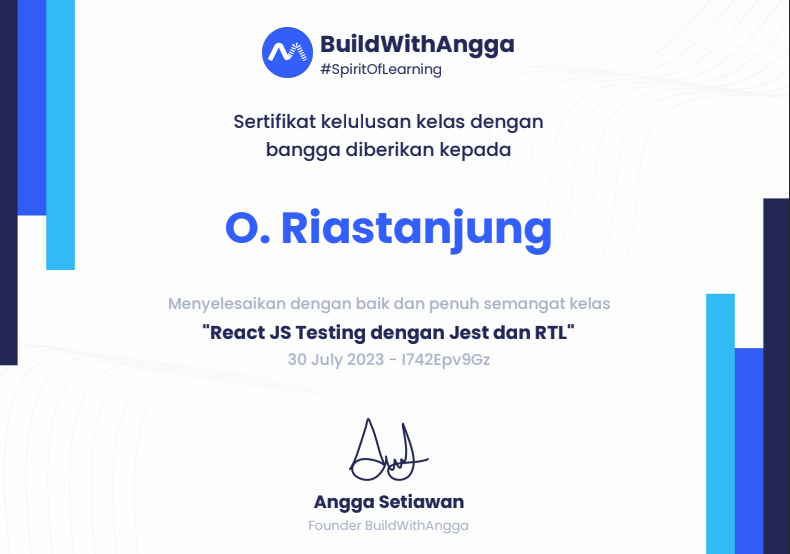 BuildWithAngga
#SpiritOfLearning
Sertifikat kelulusan kelas dengan
bangga diberikan kepada
O. Riastanjung
Menyelesaikan dengan baik dan penuh semangat kelas
"React JS Testing dengan Jest dan RTL"
30 July 2023 - I742Epv9Gz
Angga Setiawan
Founder BuildWithAngga